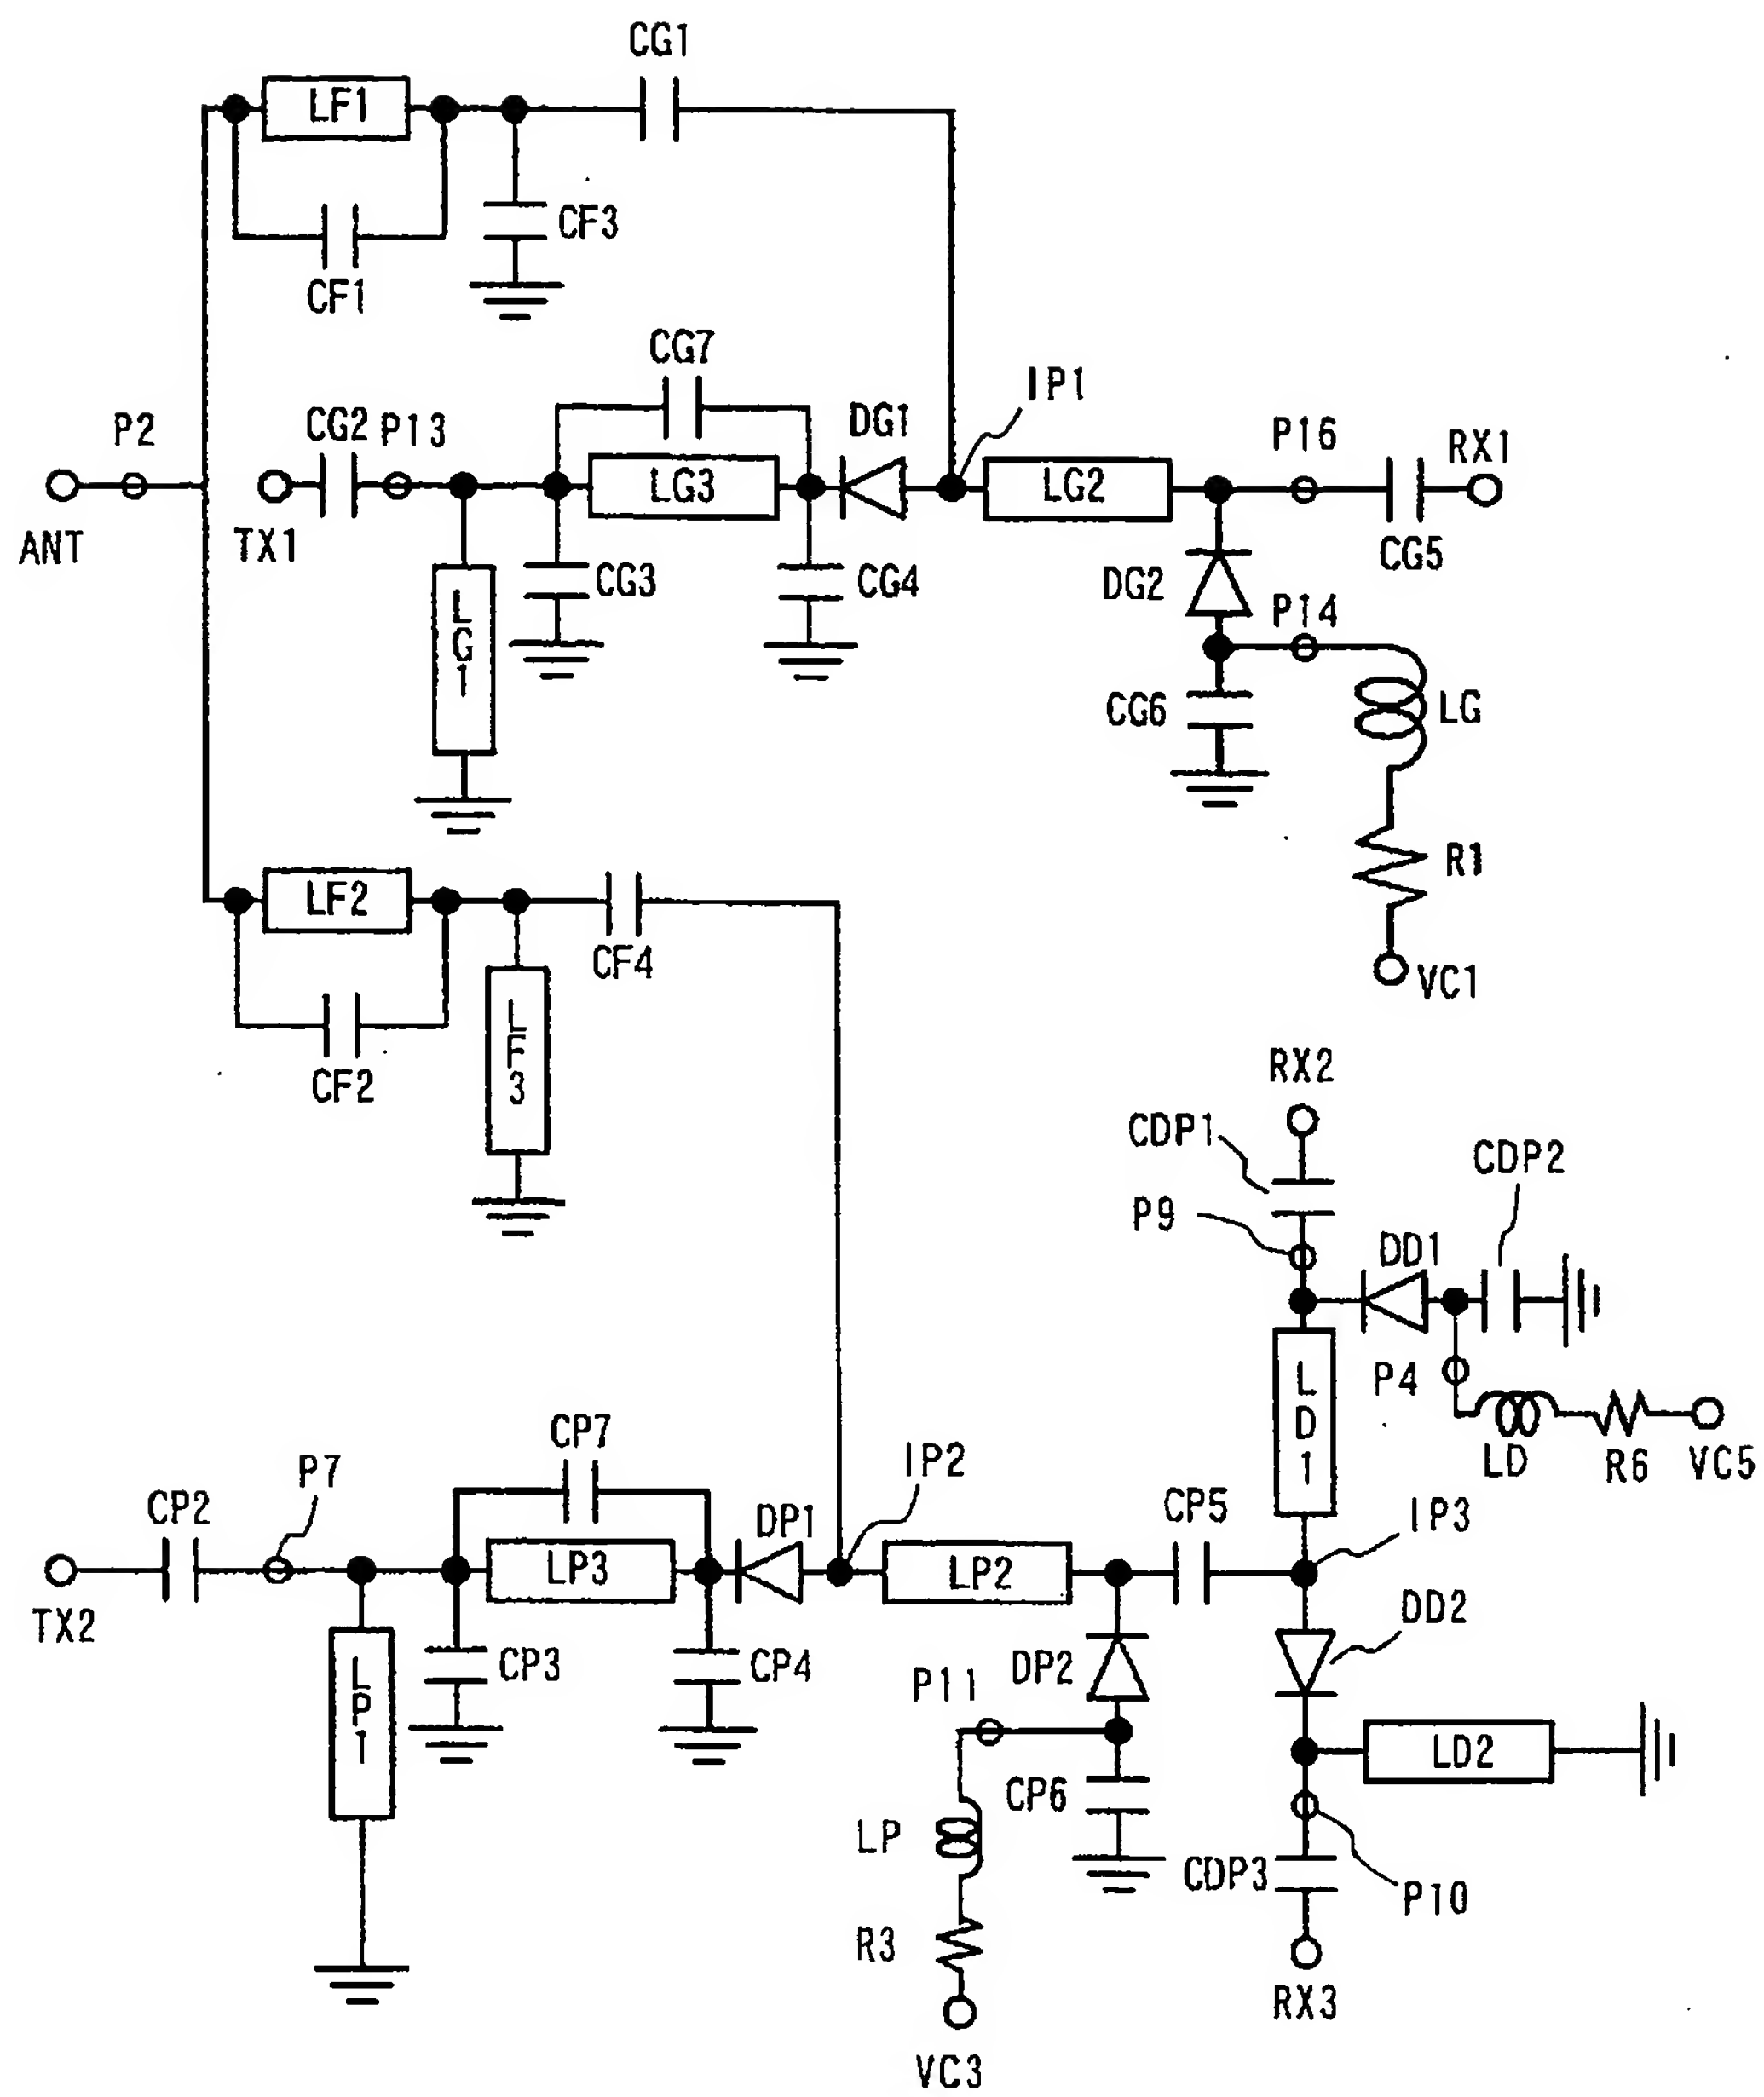 CG1
LF1
CF3
CF1
CG7
IP1
P2
CG2
P13
DG1
P16
RX1
LG3
LG2
ANT
TX1
CG5
LG1
CG3
CG4
DG2
P14
CG6
LG
R1
LF2
CF4
VC1
LF3
CF2
RX2
CDP1
CDP2
P9
DD1
LD1
P4
LD
R6
VC5
CP7
IP2
P7
CP2
DP1
CP5
IP3
LP3
LP2
TX2
DD2
LP1
CP3
CP4
P11
DP2
LD2
CP6
LP
CDP3
P10
R3
RX3
VC3